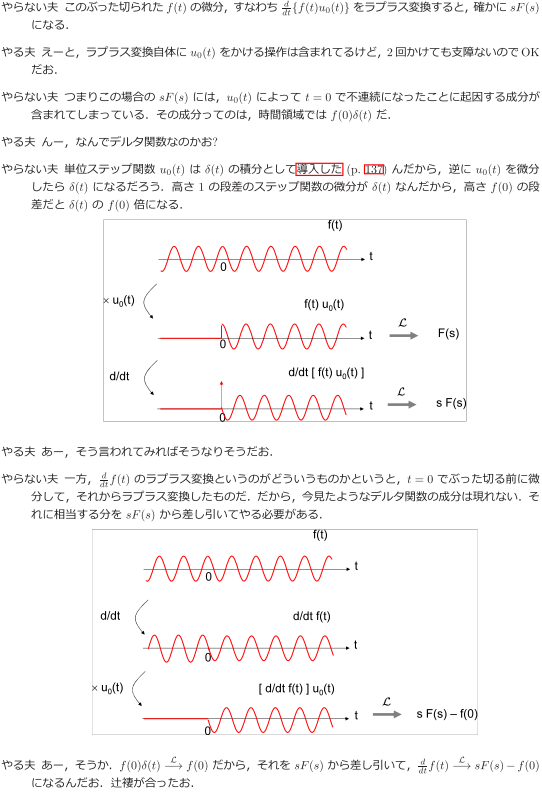 やらない夫 このぶった切られた f(t) の微分，すなわち d/dt{f(t)u₀(t)} をラプラス変換すると，確かに sF(s)
になる．
やる夫 えーと，ラプラス変換自体に u₀(t) をかける操作は含まれてるけど，2 回かけても支障ないので OK
だお．
やらない夫 つまりこの場合の sF(s) には，u₀(t) によって t = 0 で不連続になったことに起因する成分が
含まれてしまっている．その成分ってのは，時間領域では f(0)δ(t) だ．
やる夫 んー，なんでデルタ関数なのかお?
やらない夫 単位ステップ関数 u₀(t) は δ(t) の積分として導入した (p. 137) んだから，逆に u₀(t) を微分
したら δ(t) になるだろう．高さ 1 の段差のステップ関数の微分が δ(t) なんだから，高さ f(0) の段
差だと δ(t) の f(0) 倍になる．
f(t)
t
0
× u₀(t)
f(t) u₀(t)
t
0
ℒ
F(s)
d/dt
d/dt [ f(t) u₀(t) ]
t
0
ℒ
s F(s)
やる夫 あー，そう言われてみればそうなりそうだお．
やらない夫 一方，d/dt f(t) のラプラス変換というのがどういうものかというと，t = 0 でぶった切る前に微
分して，それからラプラス変換したものだ．だから，今見たようなデルタ関数の成分は現れない．そ
れに相当する分を sF(s) から差し引いてやる必要がある．
f(t)
t
0
d/dt
d/dt f(t)
t
0
× u₀(t)
[ d/dt f(t) ] u₀(t)
t
0
ℒ
s F(s) – f(0)
やる夫 あー，そうか．f(0)δ(t) ℒ→ f(0) だから，それを sF(s) から差し引いて，d/dt f(t) ℒ→ sF(s) − f(0)
になるんだお．辻褄が合ったお．